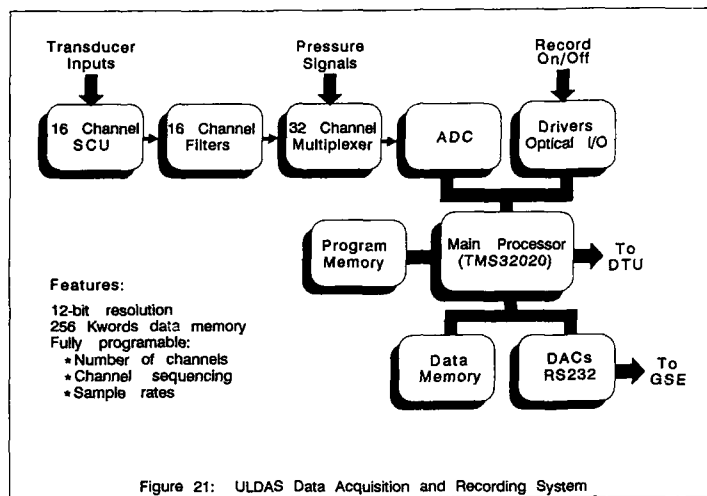 Transducer
Inputs
Pressure
Signals
Record
On/Off
16 Channel
SCU
16 Channel
Filters
32 Channel
Multiplexer
ADC
Drivers
Optical I/O
Program
Memory
Main Processor
(TMS32020)
To
DTU
Features:
12-bit resolution
256 Kwords data memory
Fully programable:
*Number of channels
*Channel sequencing
*Sample rates
Data
Memory
DACs
RS232
To
GSE
Figure 21: ULDAS Data Acquisition and Recording System